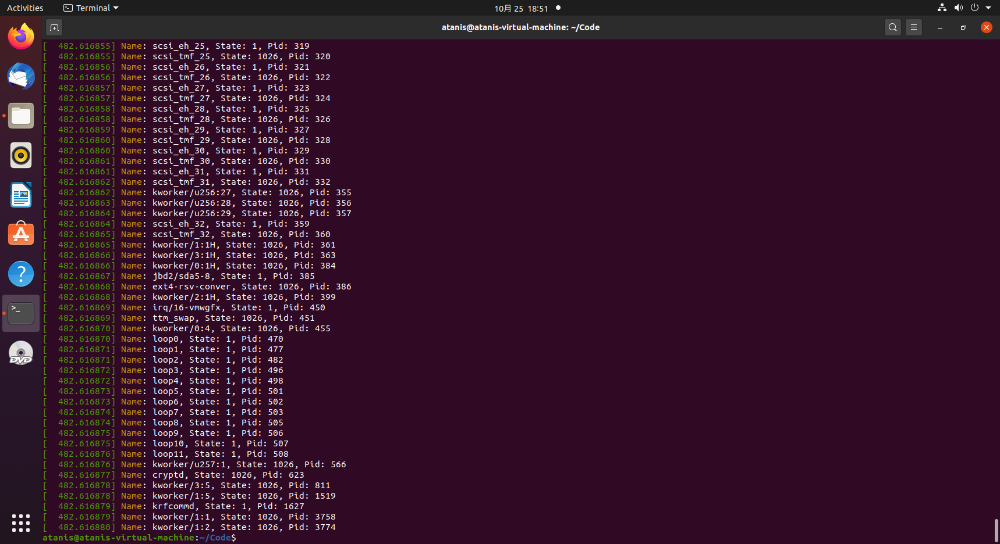 Activities
Terminal
10月 25 18:51
atanis@atanis-virtual-machine: ~/Code
[  482.616855] Name: scsi_eh_25, State: 1, Pid: 319
[  482.616855] Name: scsi_tmf_25, State: 1026, Pid: 320
[  482.616856] Name: scsi_eh_26, State: 1, Pid: 321
[  482.616856] Name: scsi_tmf_26, State: 1026, Pid: 322
[  482.616857] Name: scsi_eh_27, State: 1, Pid: 323
[  482.616857] Name: scsi_tmf_27, State: 1026, Pid: 324
[  482.616858] Name: scsi_eh_28, State: 1, Pid: 325
[  482.616858] Name: scsi_tmf_28, State: 1026, Pid: 326
[  482.616859] Name: scsi_eh_29, State: 1, Pid: 327
[  482.616860] Name: scsi_tmf_29, State: 1026, Pid: 328
[  482.616860] Name: scsi_eh_30, State: 1, Pid: 329
[  482.616861] Name: scsi_tmf_30, State: 1026, Pid: 330
[  482.616861] Name: scsi_eh_31, State: 1, Pid: 331
[  482.616862] Name: scsi_tmf_31, State: 1026, Pid: 332
[  482.616862] Name: kworker/u256:27, State: 1026, Pid: 355
[  482.616863] Name: kworker/u256:28, State: 1026, Pid: 356
[  482.616864] Name: kworker/u256:29, State: 1026, Pid: 357
[  482.616864] Name: scsi_eh_32, State: 1, Pid: 359
[  482.616865] Name: scsi_tmf_32, State: 1026, Pid: 360
[  482.616865] Name: kworker/1:1H, State: 1026, Pid: 361
[  482.616866] Name: kworker/3:1H, State: 1026, Pid: 363
[  482.616866] Name: kworker/0:1H, State: 1026, Pid: 384
[  482.616867] Name: jbd2/sda5-8, State: 1, Pid: 385
[  482.616868] Name: ext4-rsv-conver, State: 1026, Pid: 386
[  482.616868] Name: kworker/2:1H, State: 1026, Pid: 399
[  482.616869] Name: irq/16-vmwgfx, State: 1, Pid: 450
[  482.616869] Name: ttm_swap, State: 1026, Pid: 451
[  482.616870] Name: kworker/0:4, State: 1026, Pid: 455
[  482.616870] Name: loop0, State: 1, Pid: 470
[  482.616871] Name: loop1, State: 1, Pid: 477
[  482.616871] Name: loop2, State: 1, Pid: 482
[  482.616872] Name: loop3, State: 1, Pid: 496
[  482.616872] Name: loop4, State: 1, Pid: 498
[  482.616873] Name: loop5, State: 1, Pid: 501
[  482.616873] Name: loop6, State: 1, Pid: 502
[  482.616874] Name: loop7, State: 1, Pid: 503
[  482.616874] Name: loop8, State: 1, Pid: 505
[  482.616875] Name: loop9, State: 1, Pid: 506
[  482.616875] Name: loop10, State: 1, Pid: 507
[  482.616876] Name: loop11, State: 1, Pid: 508
[  482.616876] Name: kworker/u257:1, State: 1026, Pid: 566
[  482.616877] Name: cryptd, State: 1026, Pid: 623
[  482.616878] Name: kworker/3:5, State: 1026, Pid: 811
[  482.616878] Name: kworker/1:5, State: 1026, Pid: 1519
[  482.616879] Name: krfcommd, State: 1, Pid: 1627
[  482.616879] Name: kworker/1:1, State: 1026, Pid: 3758
[  482.616880] Name: kworker/1:2, State: 1026, Pid: 3774
atanis@atanis-virtual-machine:~/Code$
A
?
>_
DVD